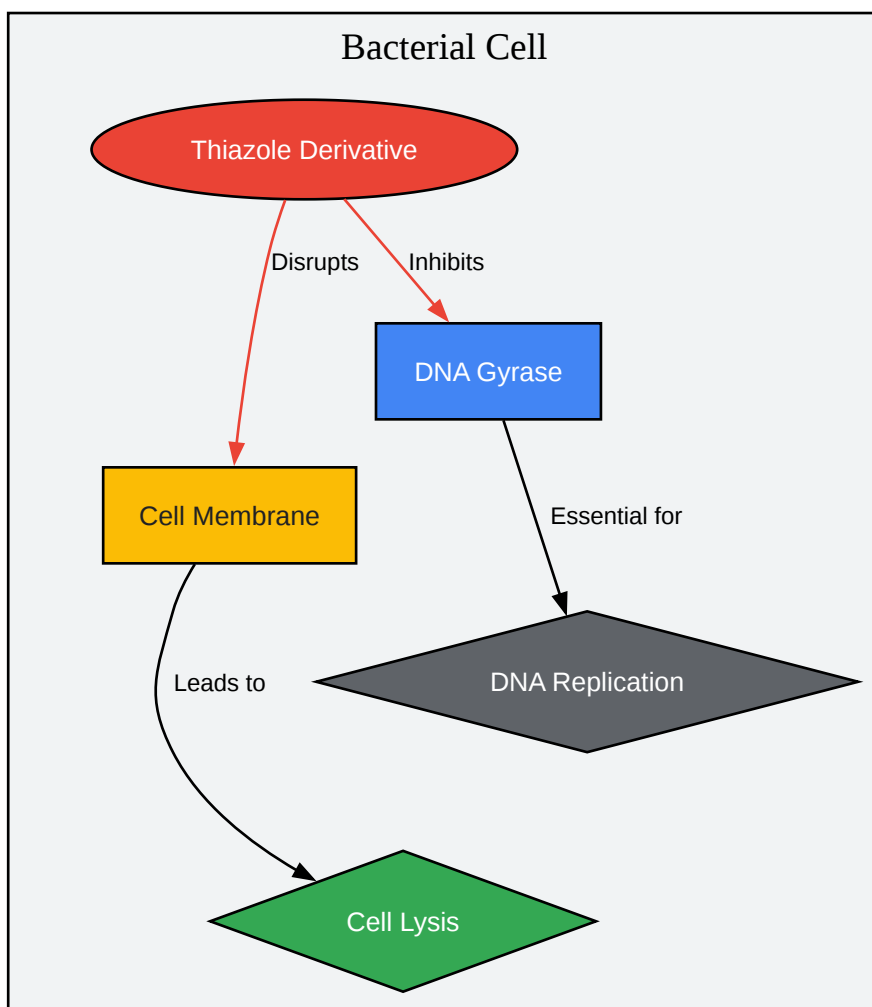 Bacterial Cell
Thiazole Derivative
Disrupts
Inhibits
DNA Gyrase
Cell Membrane
Essential for
Leads to
DNA Replication
Cell Lysis